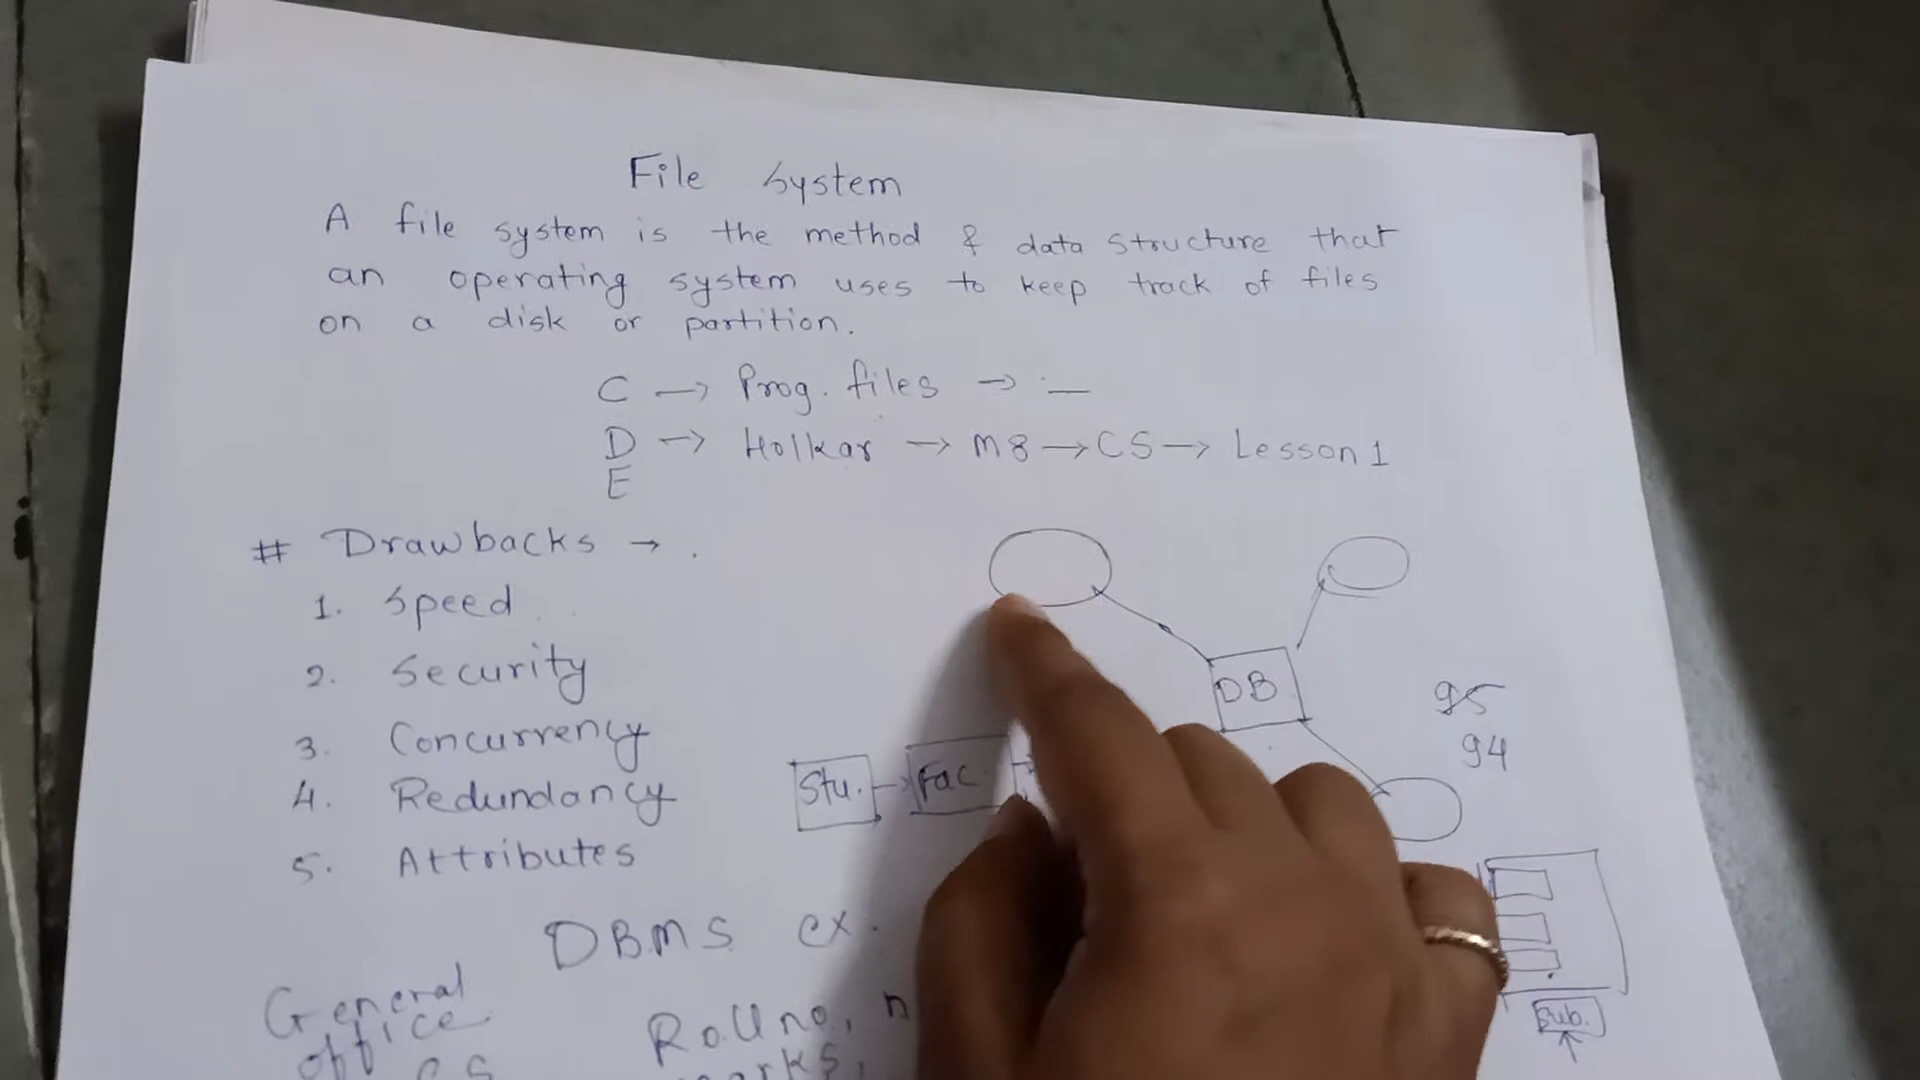 File System
A file system is the method & data structure that
an operating system uses to keep track of files
on a disk or partition.
C → Prog. files → —
D → Holkar → M8 → CS → Lesson 1
E
# Drawbacks →
1. Speed
2. Security
3. Concurrency
4. Redundancy
5. Attributes
DB
95
94
Stu. → Fac. →
Sub.
DBMS ex.
General
office
Roll no, n